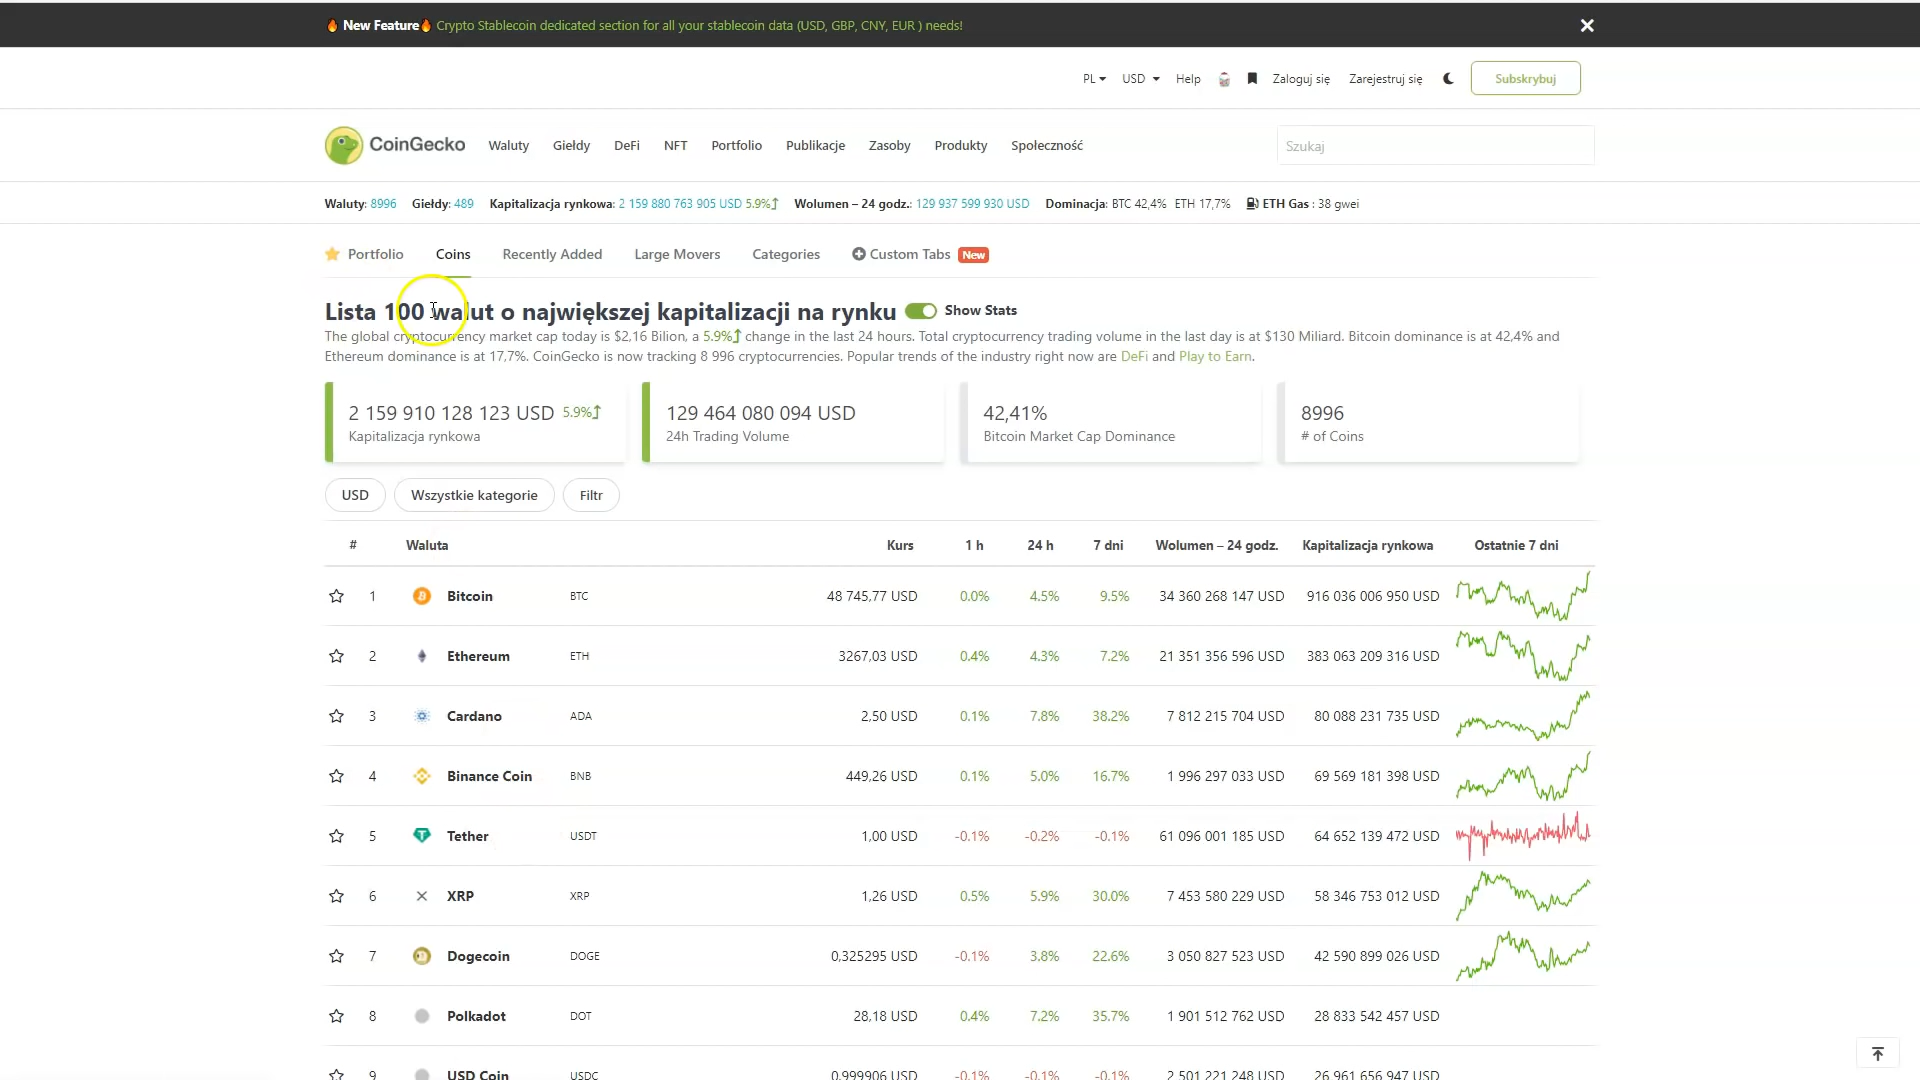 New Feature Crypto Stablecoin dedicated section for all your stablecoin data (USD, GBP, CNY, EUR ) needs!
PL USD Help Zaloguj się Zarejestruj się Subskrybuj
CoinGecko Waluty Giełdy DeFi NFT Portfolio Publikacje Zasoby Produkty Społeczność Szukaj
Waluty: 8996 Giełdy: 489 Kapitalizacja rynkowa: 2 159 880 763 905 USD 5.9% Wolumen – 24 godz.: 129 937 599 930 USD Dominacja: BTC 42,4% ETH 17,7% ETH Gas : 38 gwei
Portfolio Coins Recently Added Large Movers Categories Custom Tabs New
Lista 100 walut o największej kapitalizacji na rynku Show Stats
The global cryptocurrency market cap today is $2,16 Bilion, a 5.9% change in the last 24 hours. Total cryptocurrency trading volume in the last day is at $130 Miliard. Bitcoin dominance is at 42,4% and
Ethereum dominance is at 17,7%. CoinGecko is now tracking 8 996 cryptocurrencies. Popular trends of the industry right now are DeFi and Play to Earn.
2 159 910 128 123 USD 5.9% 129 464 080 094 USD 42,41% 8996
Kapitalizacja rynkowa 24h Trading Volume Bitcoin Market Cap Dominance # of Coins
USD Wszystkie kategorie Filtr
# Waluta Kurs 1 h 24 h 7 dni Wolumen – 24 godz. Kapitalizacja rynkowa Ostatnie 7 dni
1 Bitcoin BTC 48 745,77 USD 0.0% 4.5% 9.5% 34 360 268 147 USD 916 036 006 950 USD
2 Ethereum ETH 3267,03 USD 0.4% 4.3% 7.2% 21 351 356 596 USD 383 063 209 316 USD
3 Cardano ADA 2,50 USD 0.1% 7.8% 38.2% 7 812 215 704 USD 80 088 231 735 USD
4 Binance Coin BNB 449,26 USD 0.1% 5.0% 16.7% 1 996 297 033 USD 69 569 181 398 USD
5 Tether USDT 1,00 USD -0.1% -0.2% -0.1% 61 096 001 185 USD 64 652 139 472 USD
6 XRP XRP 1,26 USD 0.5% 5.9% 30.0% 7 453 580 229 USD 58 346 753 012 USD
7 Dogecoin DOGE 0,325295 USD -0.1% 3.8% 22.6% 3 050 827 523 USD 42 590 899 026 USD
8 Polkadot DOT 28,18 USD 0.4% 7.2% 35.7% 1 901 512 762 USD 28 833 542 457 USD
9 USD Coin USDC 0,999906 USD -0.1% -0.1% -0.1% 2 501 221 248 USD 26 961 656 947 USD